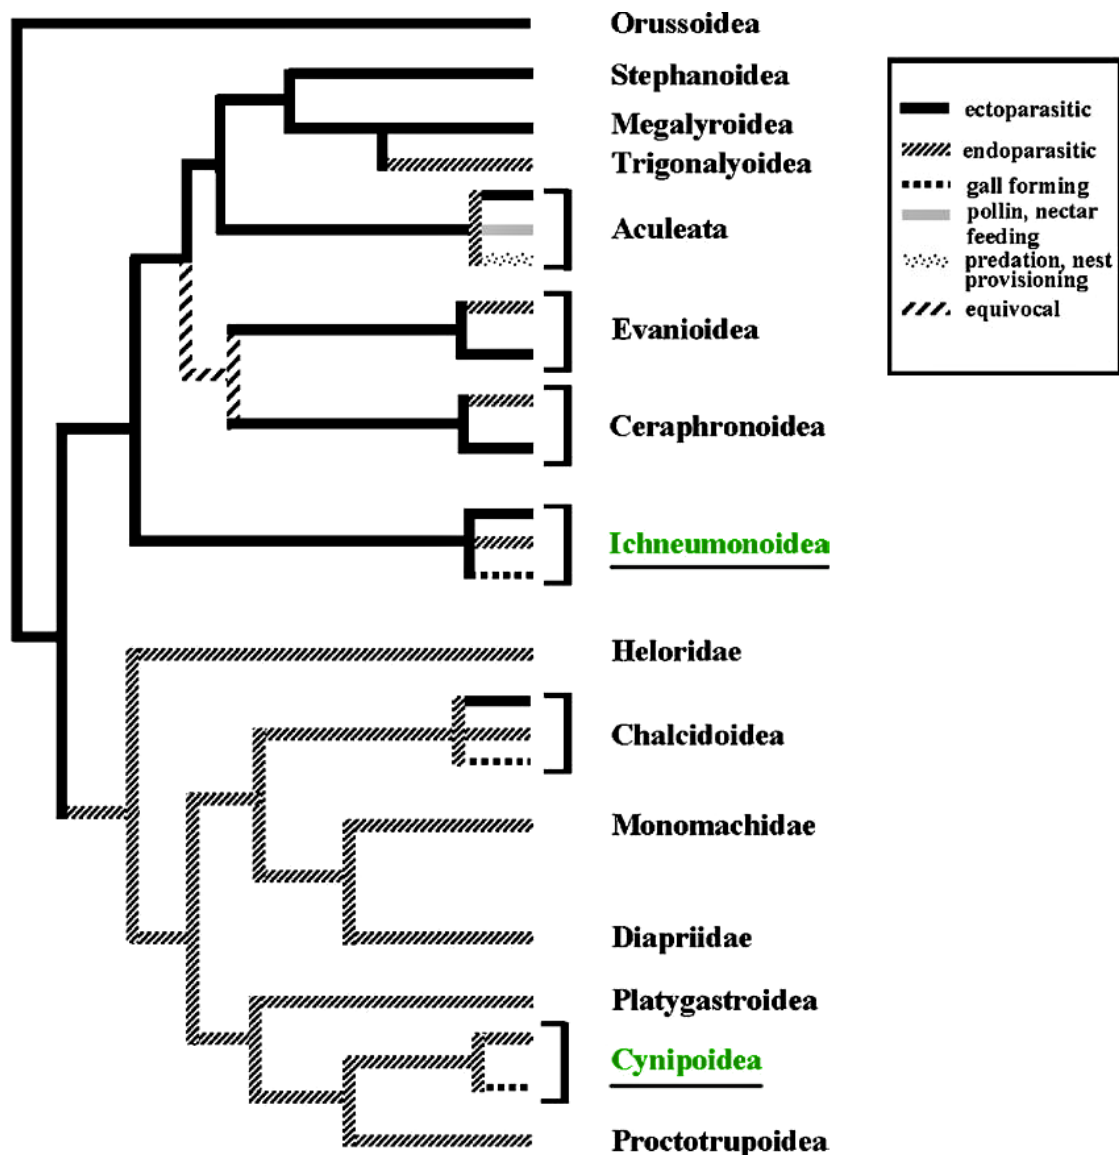 Orussoidea
Stephanoidea
Megalyroidea
Trigonalyoidea
Aculeata
Evanioidea
Ceraphronoidea
Ichneumonoidea
Heloridae
Chalcidoidea
Monomachidae
Diapriidae
Platygastroidea
Cynipoidea
Proctotrupoidea
ectoparasitic
endoparasitic
gall forming
pollin, nectar
feeding
predation, nest
provisioning
equivocal